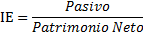 IE = Pasivo / Patrimonio Neto